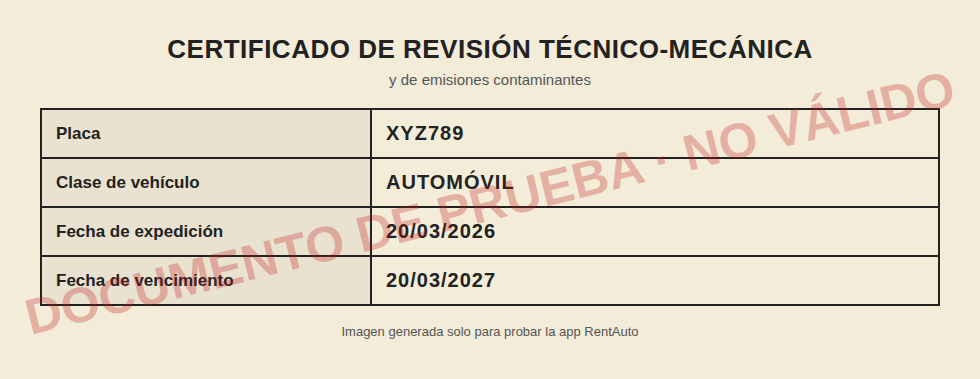 CERTIFICADO DE REVISIÓN TÉCNICO-MECÁNICA
y de emisiones contaminantes
Placa XYZ789
Clase de vehículo AUTOMÓVIL
Fecha de expedición 20/03/2026
Fecha de vencimiento 20/03/2027
DOCUMENTO DE PRUEBA · NO VÁLIDO
Imagen generada solo para probar la app RentAuto